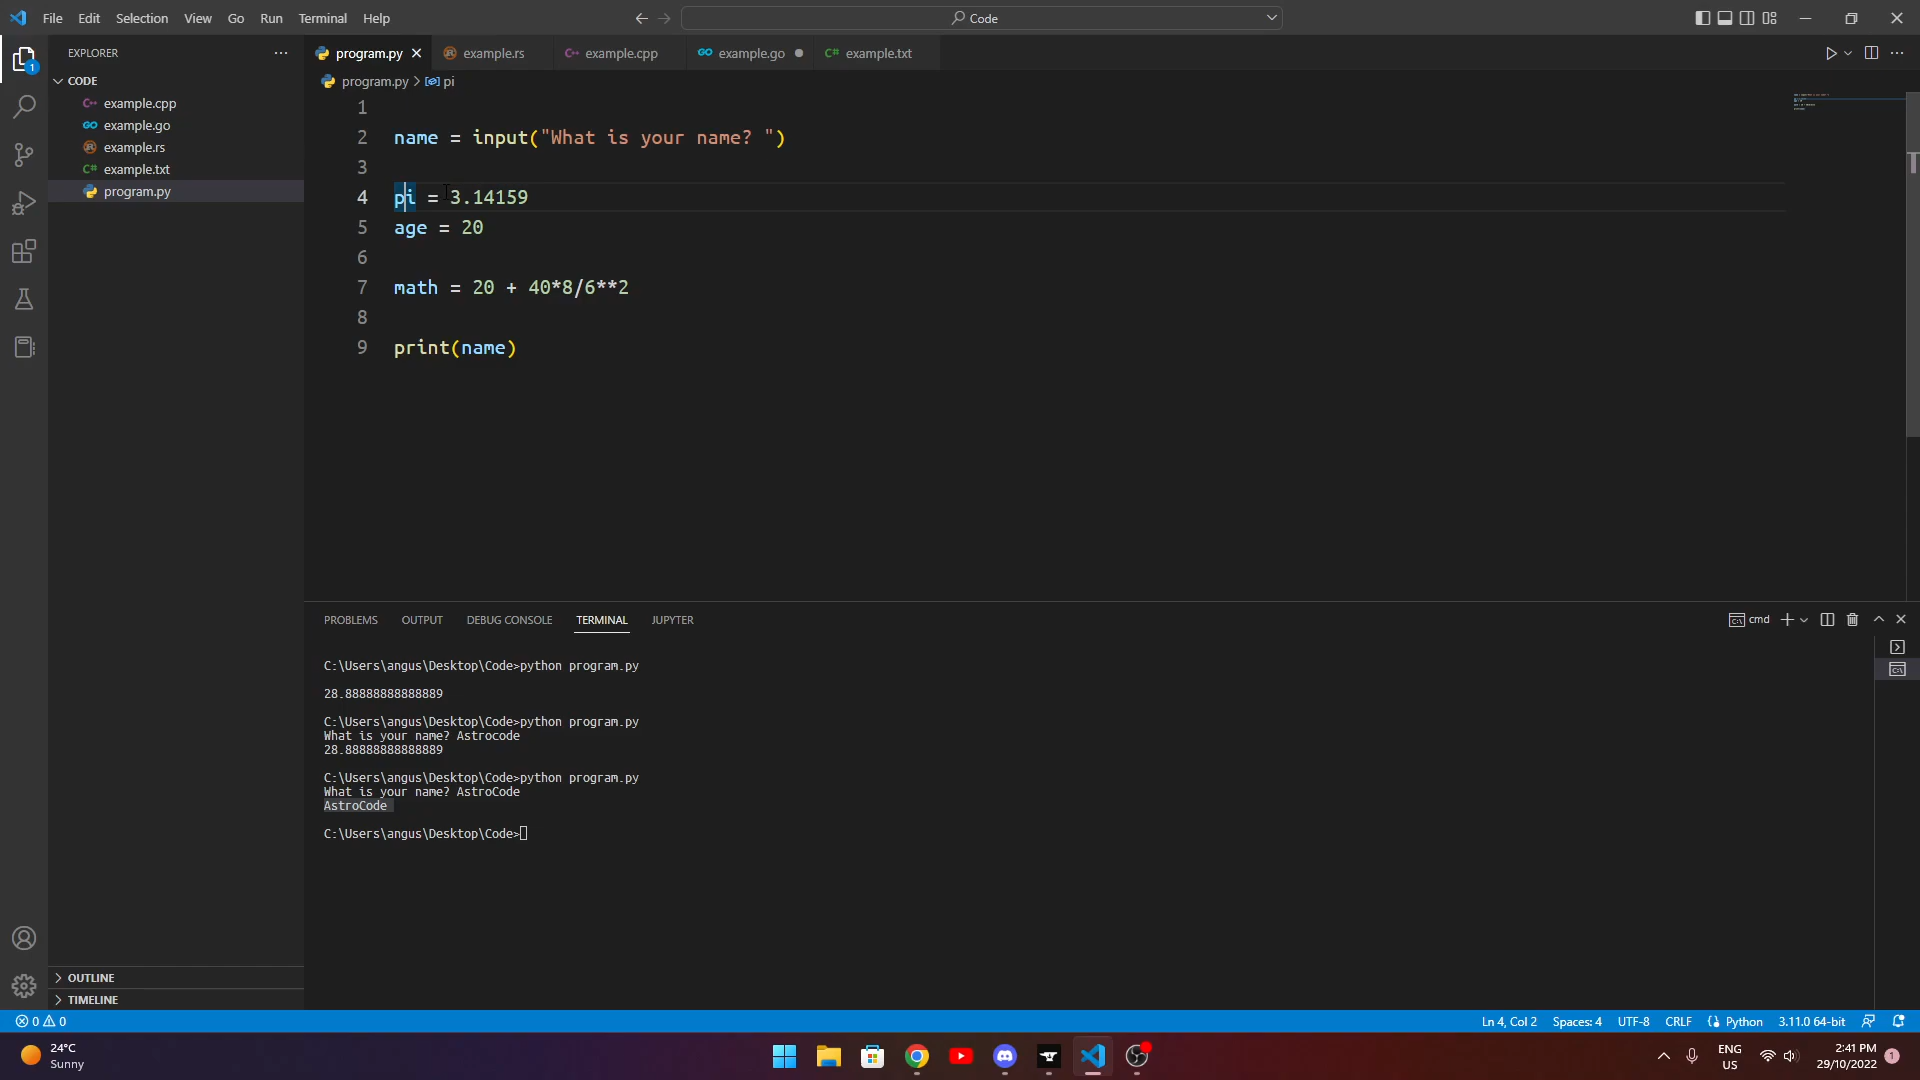 File Edit Selection View Go Run Terminal Help
Code
EXPLORER
program.py example.rs example.cpp example.go example.txt
CODE
program.py > pi
example.cpp
example.go
example.rs
example.txt
program.py
1
2 name = input("What is your name? ")
3
4 pi = 3.14159
5 age = 20
6
7 math = 20 + 40*8/6**2
8
9 print(name)
PROBLEMS OUTPUT DEBUG CONSOLE TERMINAL JUPYTER
cmd
C:\Users\angus\Desktop\Code>python program.py
28.88888888888889
C:\Users\angus\Desktop\Code>python program.py
What is your name? Astrocode
28.88888888888889
C:\Users\angus\Desktop\Code>python program.py
What is your name? AstroCode
AstroCode
C:\Users\angus\Desktop\Code>
OUTLINE
TIMELINE
0 0
Ln 4, Col 2 Spaces: 4 UTF-8 CRLF Python 3.11.0 64-bit
24°C
Sunny
ENG
US
2:41 PM
29/10/2022
1